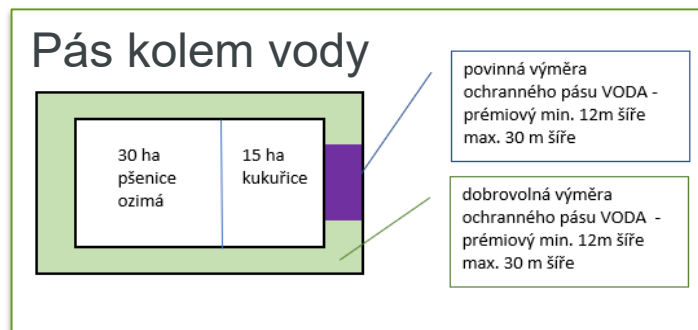 Pás kolem vody
30 ha
pšenice
ozimá
15 ha
kukuřice
povinná výměra
ochranného pásu VODA -
prémiový min. 12m šíře
max. 30 m šíře
dobrovolná výměra
ochranného pásu VODA -
prémiový min. 12m šíře
max. 30 m šíře